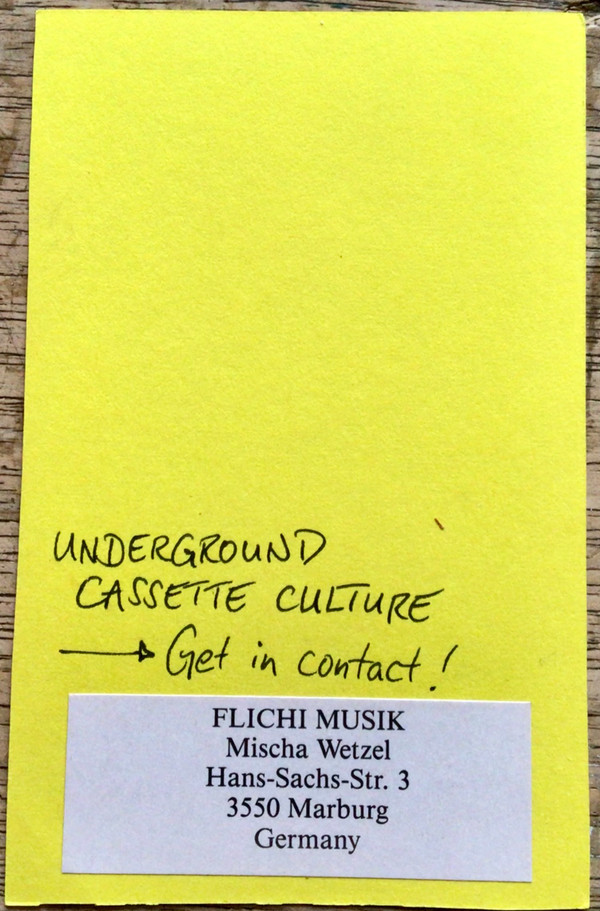 UNDERGROUND
CASSETTE CULTURE
→ Get in contact!
FLICHI MUSIK
Mischa Wetzel
Hans-Sachs-Str. 3
3550 Marburg
Germany